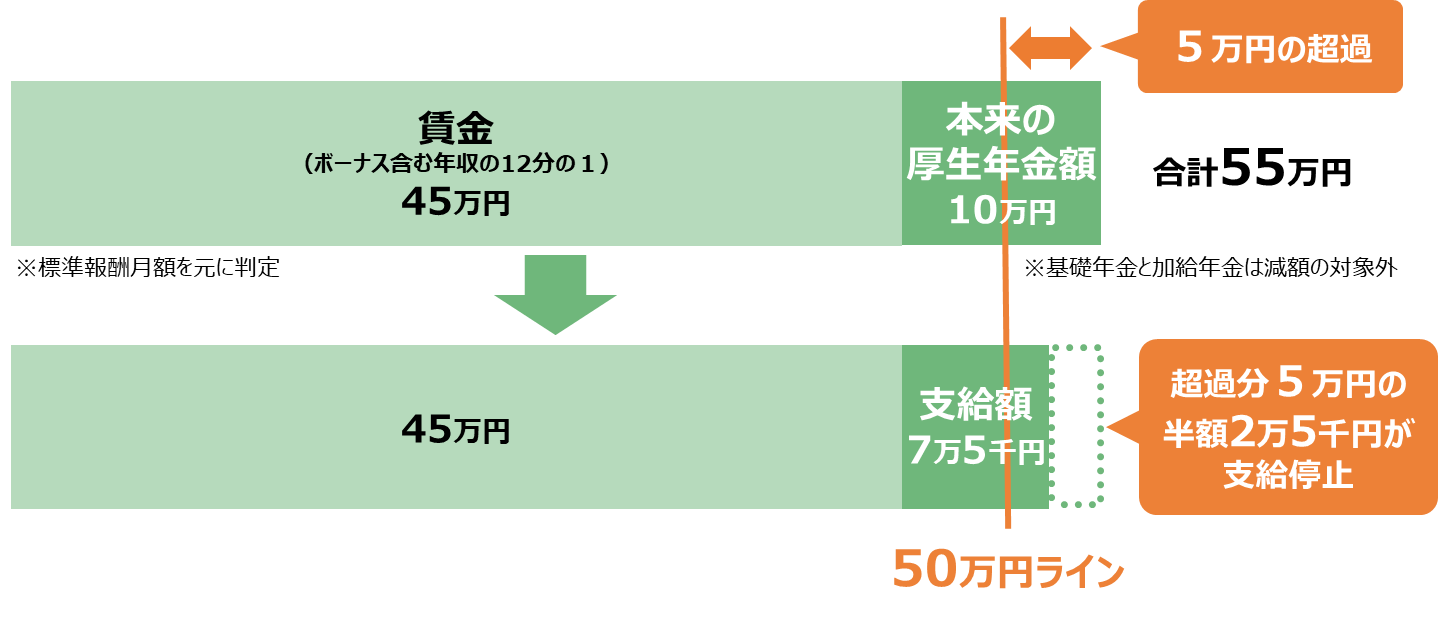 5万円の超過
賃金
（ボーナス含む年収の12分の１）
45万円
本来の
厚生年金額
10万円
合計55万円
※標準報酬月額を元に判定
※基礎年金と加給年金は減額の対象外
45万円
支給額
7万5千円
超過分５万円の
半額2万5千円が
支給停止
50万円ライン